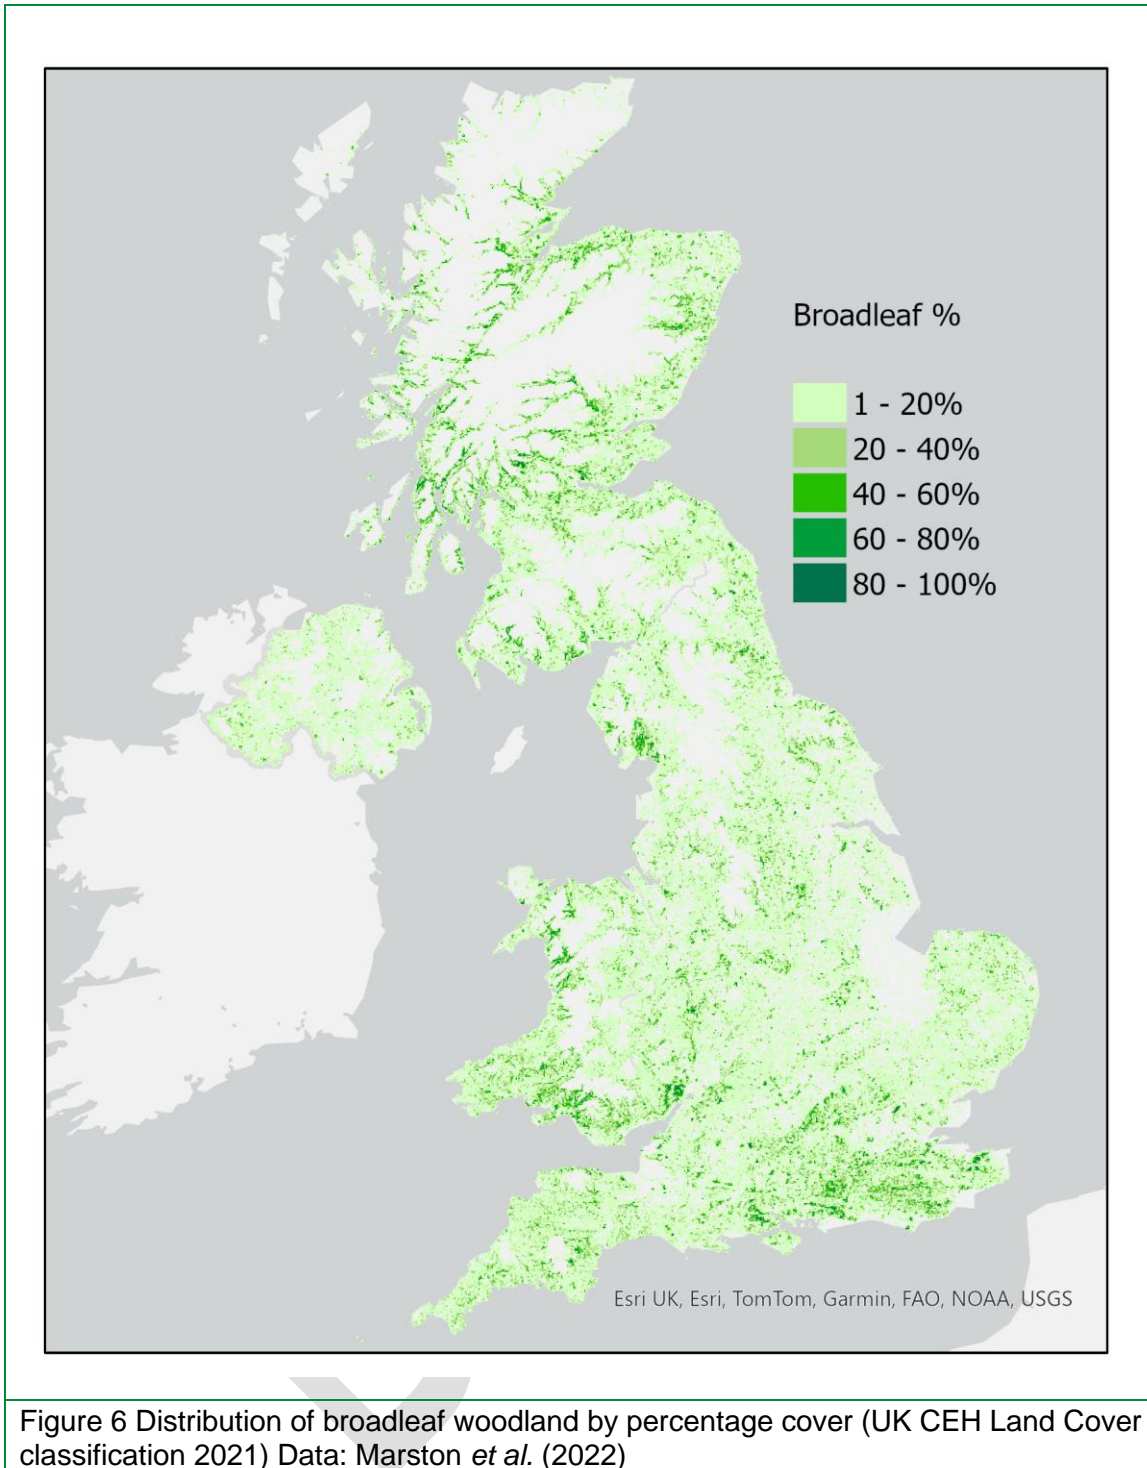 Broadleaf %
1 - 20%
20 - 40%
40 - 60%
60 - 80%
80 - 100%
Esri UK, Esri, TomTom, Garmin, FAO, NOAA, USGS
Figure 6 Distribution of broadleaf woodland by percentage cover (UK CEH Land Cover
classification 2021) Data: Marston et al. (2022)